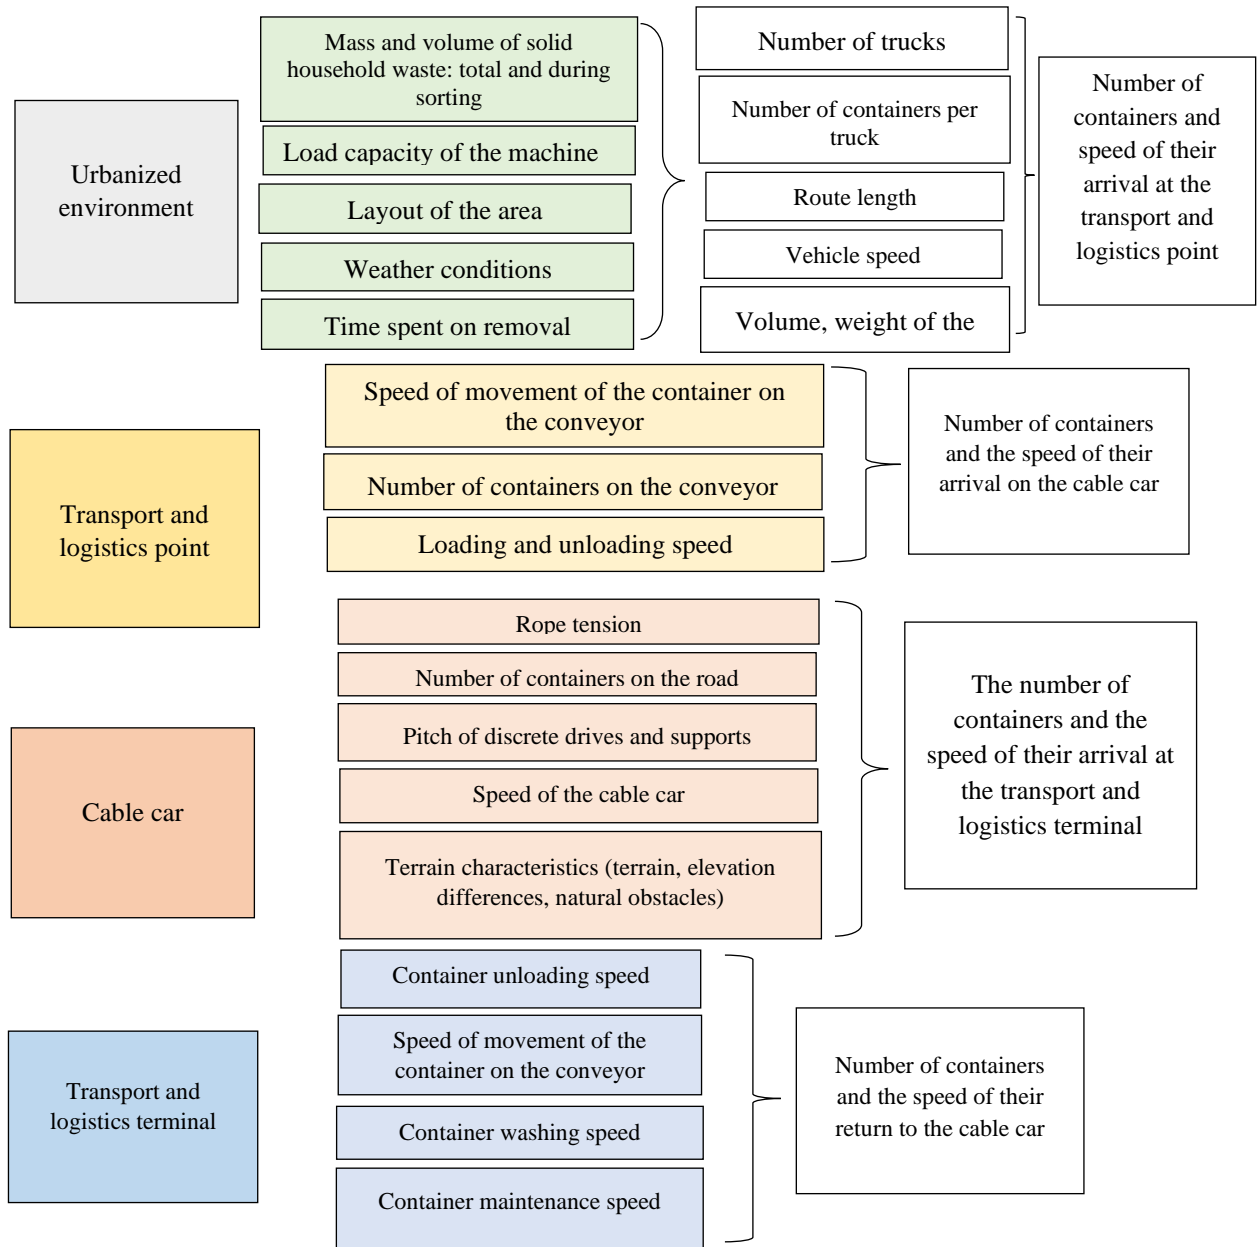 Urbanized
environment
Mass and volume of solid
household waste: total and during
sorting
Load capacity of the machine
Layout of the area
Weather conditions
Time spent on removal
Number of trucks
Number of containers per
truck
Route length
Vehicle speed
Volume, weight of the
Number of
containers and
speed of their
arrival at the
transport and
logistics point
Transport and
logistics point
Speed of movement of the container on
the conveyor
Number of containers on the conveyor
Loading and unloading speed
Number of containers
and the speed of their
arrival on the cable car
Cable car
Rope tension
Number of containers on the road
Pitch of discrete drives and supports
Speed of the cable car
Terrain characteristics (terrain, elevation
differences, natural obstacles)
The number of
containers and the
speed of their arrival at
the transport and
logistics terminal
Transport and
logistics terminal
Container unloading speed
Speed of movement of the
container on the conveyor
Container washing speed
Container maintenance speed
Number of containers
and the speed of their
return to the cable car